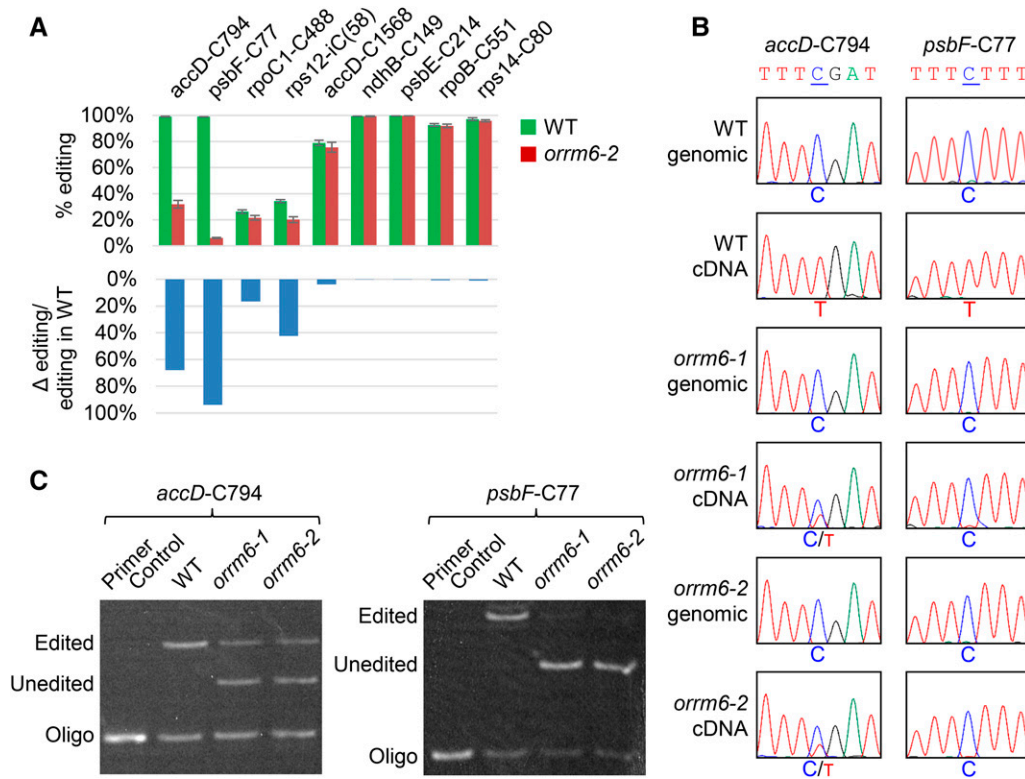 A
accD-C794
psbF-C77
rpoC1-C488
rps12-iC(58)
accD-C1568
ndhB-C149
psbE-C214
rpoB-C551
rps14-C80
100%
80%
60%
40%
20%
0%
% editing
WT
orrm6-2
0%
20%
40%
60%
80%
100%
Δ editing/
editing in WT
B
accD-C794
psbF-C77
TTTCGAT
TTTCTTT
WT
genomic
C
C
WT
cDNA
T
T
orrm6-1
genomic
C
C
orrm6-1
cDNA
C/T
C
orrm6-2
genomic
C
C
orrm6-2
cDNA
C/T
C
C
accD-C794
Primer
Control
WT
orrm6-1
orrm6-2
Edited
Unedited
Oligo
psbF-C77
Primer
Control
WT
orrm6-1
orrm6-2
Edited
Unedited
Oligo